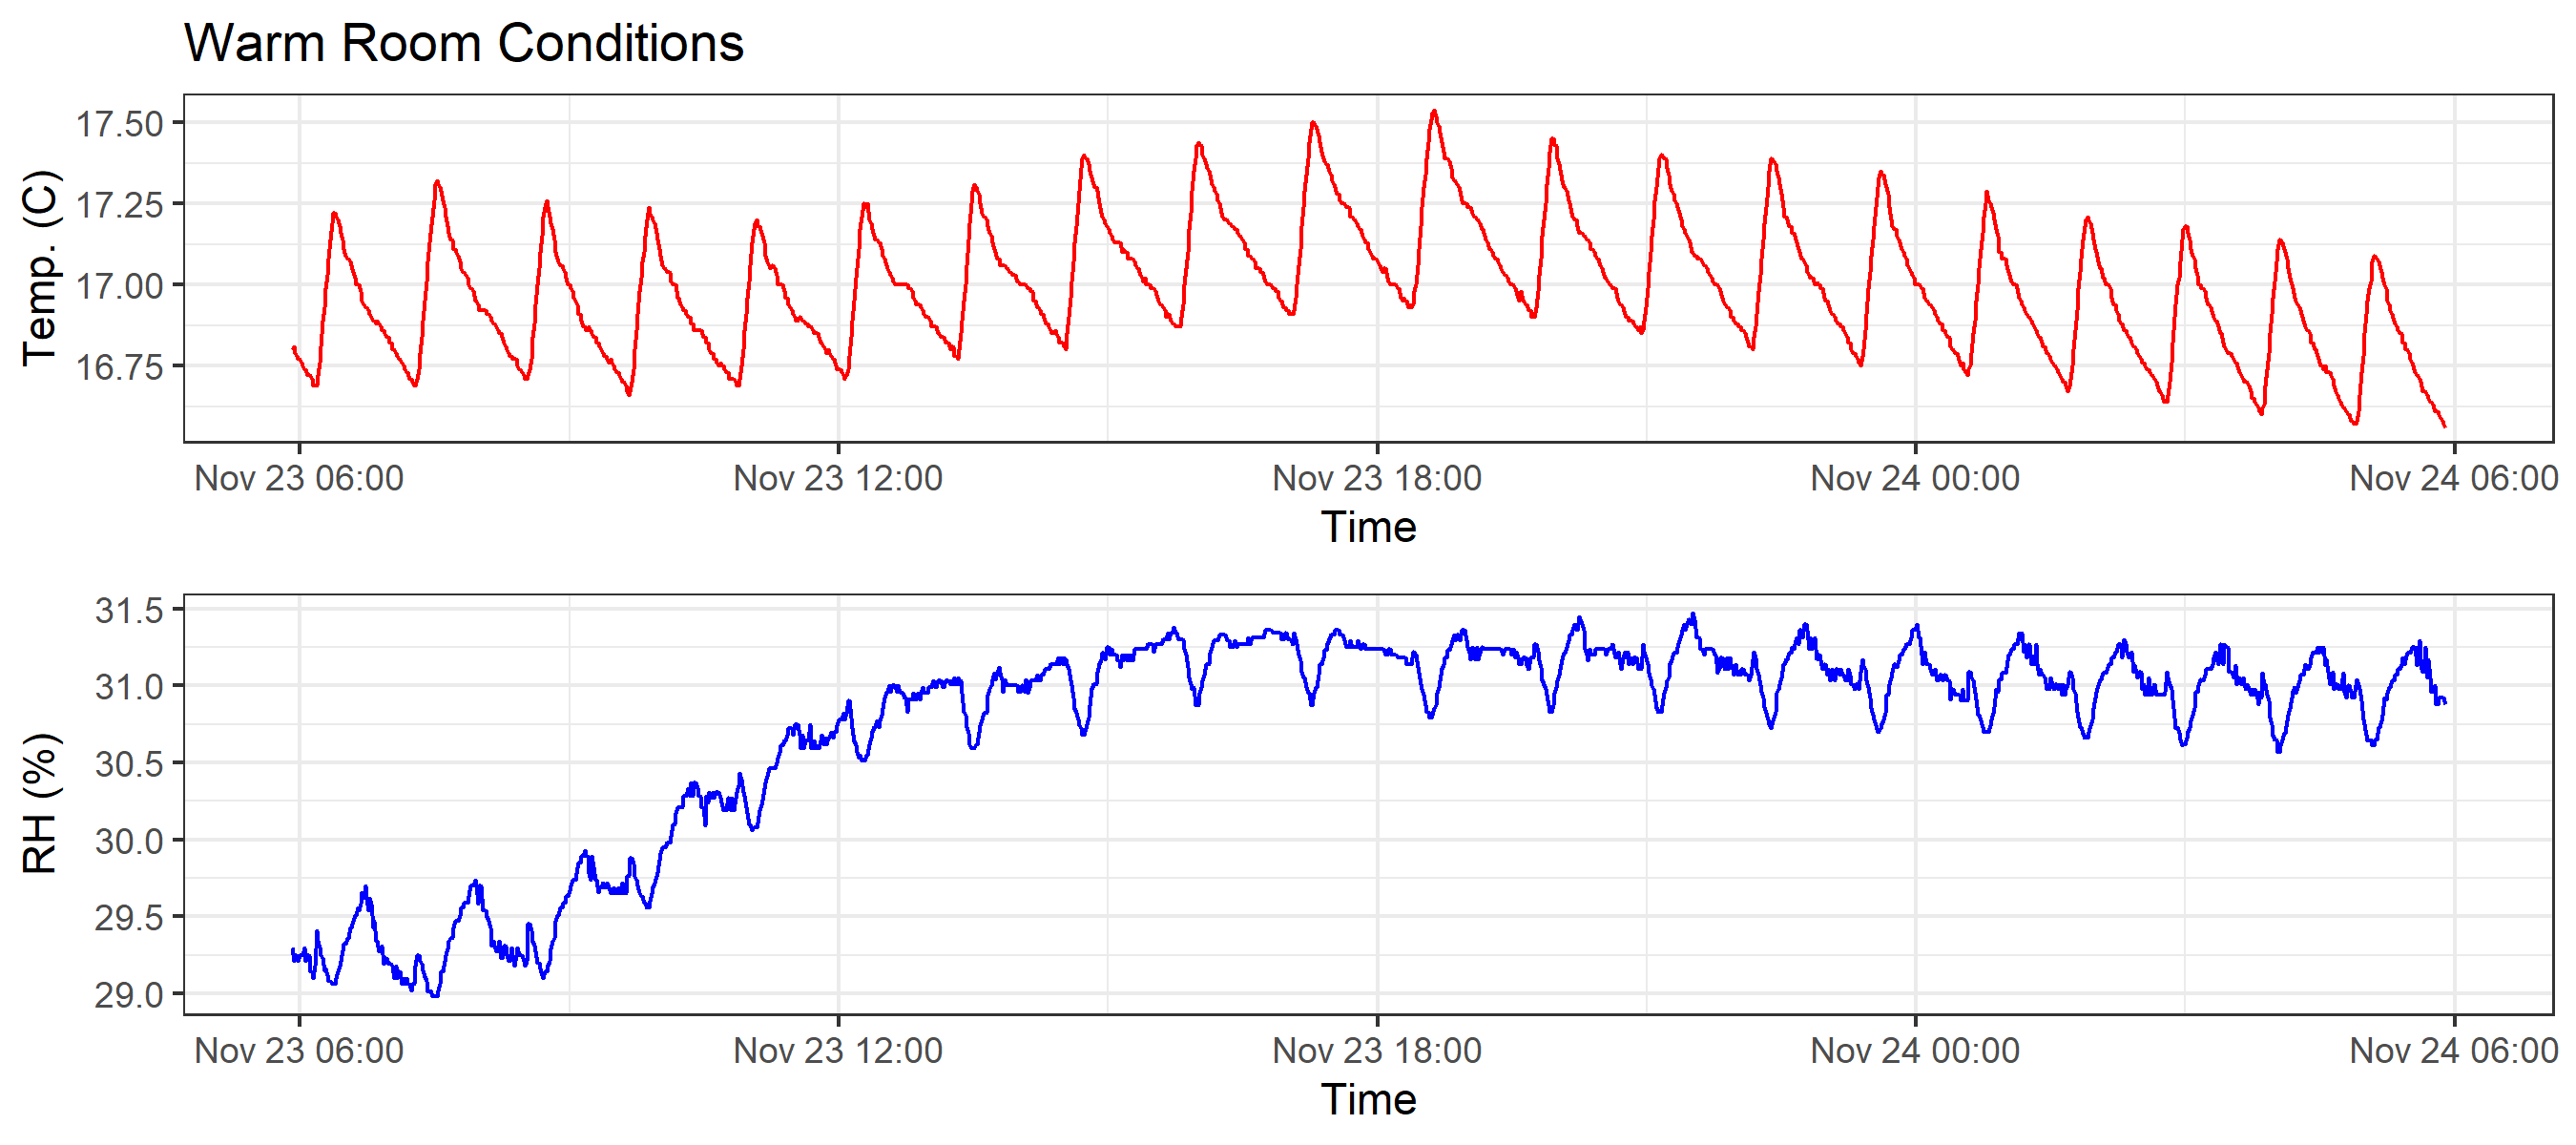 Warm Room Conditions
17.50
17.25
17.00
16.75
Temp. (C)
Nov 23 06:00 Nov 23 12:00 Nov 23 18:00 Nov 24 00:00 Nov 24 06:00
Time
31.5
31.0
30.5
30.0
29.5
29.0
RH (%)
Nov 23 06:00 Nov 23 12:00 Nov 23 18:00 Nov 24 00:00 Nov 24 06:00
Time